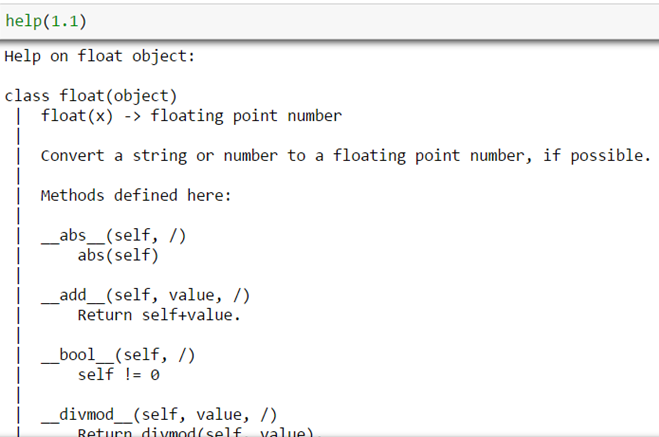 help(1.1)
Help on float object:
class float(object)
| float(x) -> floating point number
|
| Convert a string or number to a floating point number, if possible.
|
| Methods defined here:
|
| __abs__(self, /)
| abs(self)
|
| __add__(self, value, /)
| Return self+value.
|
| __bool__(self, /)
| self != 0
|
| __divmod__(self, value, /)
| Return divmod(self, value).